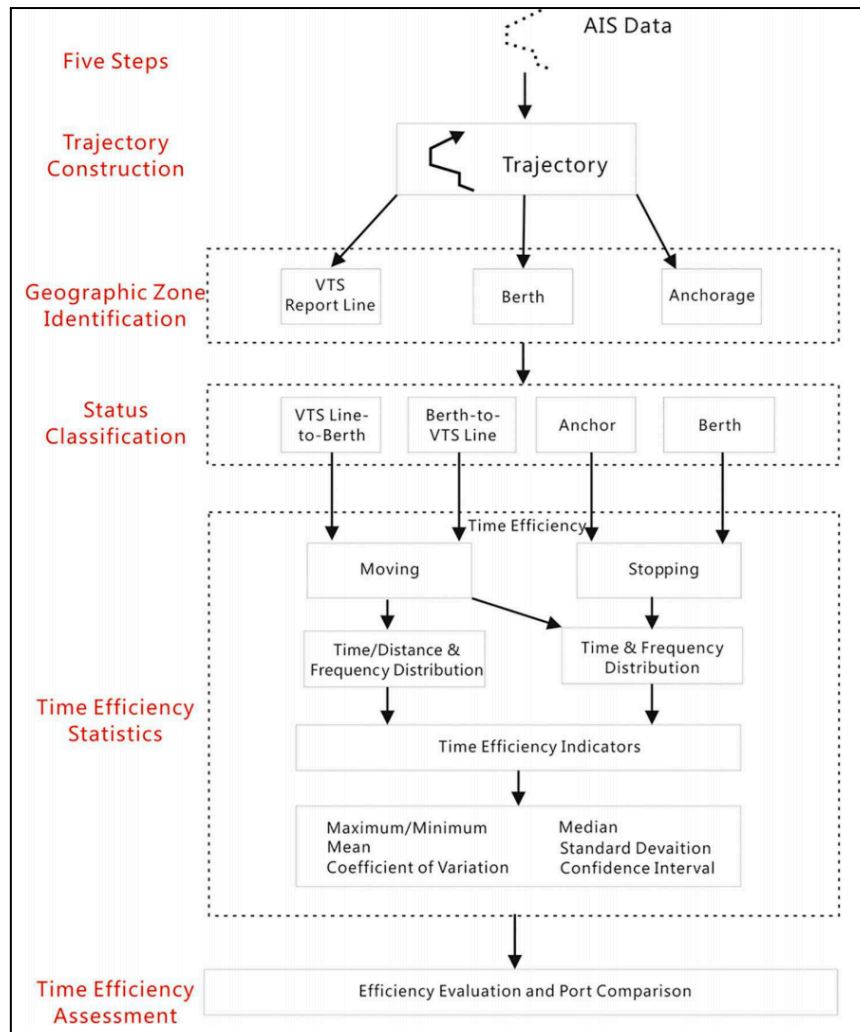 AIS Data
Five Steps
Trajectory
Construction
Trajectory
Geographic Zone
Identification
VTS
Report Line
Berth
Anchorage
Status
Classification
VTS Line-
to-Berth
Berth-to-
VTS Line
Anchor
Berth
Time Efficiency
Statistics
Time Efficiency
Moving
Stopping
Time/Distance &
Frequency Distribution
Time & Frequency
Distribution
Time Efficiency Indicators
Maximum/Minimum
Mean
Coefficient of Variation
Median
Standard Devaition
Confidence Interval
Time Efficiency
Assessment
Efficiency Evaluation and Port Comparison